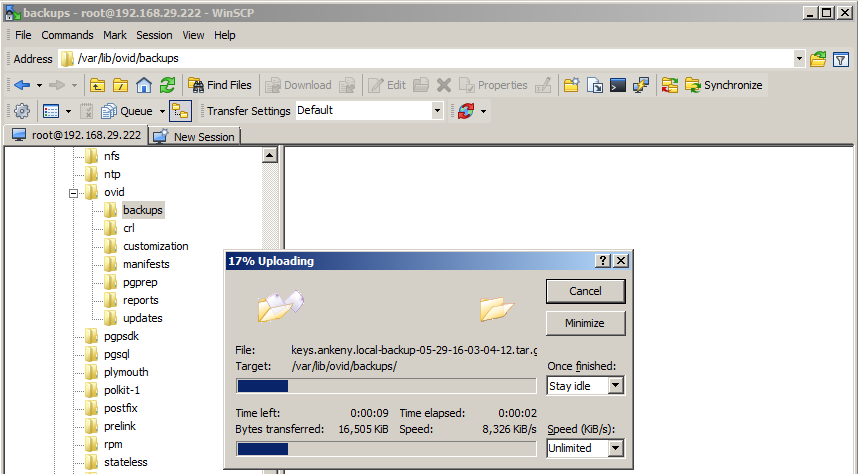 backups - root@192.168.29.222 - WinSCP
File Commands Mark Session View Help
Address /var/lib/ovid/backups
Find Files Download Edit Properties Synchronize
Queue Transfer Settings Default
root@192.168.29.222 New Session
nfs
ntp
ovid
backups
crl
customization
manifests
pgprep
reports
updates
pgpsdk
pgsql
plymouth
polkit-1
postfix
prelink
rpm
stateless
17% Uploading
Cancel
Minimize
File: keys.ankeny.local-backup-05-29-16-03-04-12.tar.g
Target: /var/lib/ovid/backups/
Once finished:
Stay idle
Time left: 0:00:09 Time elapsed: 0:00:02
Bytes transferred: 16,505 KiB Speed: 8,326 KiB/s
Speed (KiB/s):
Unlimited